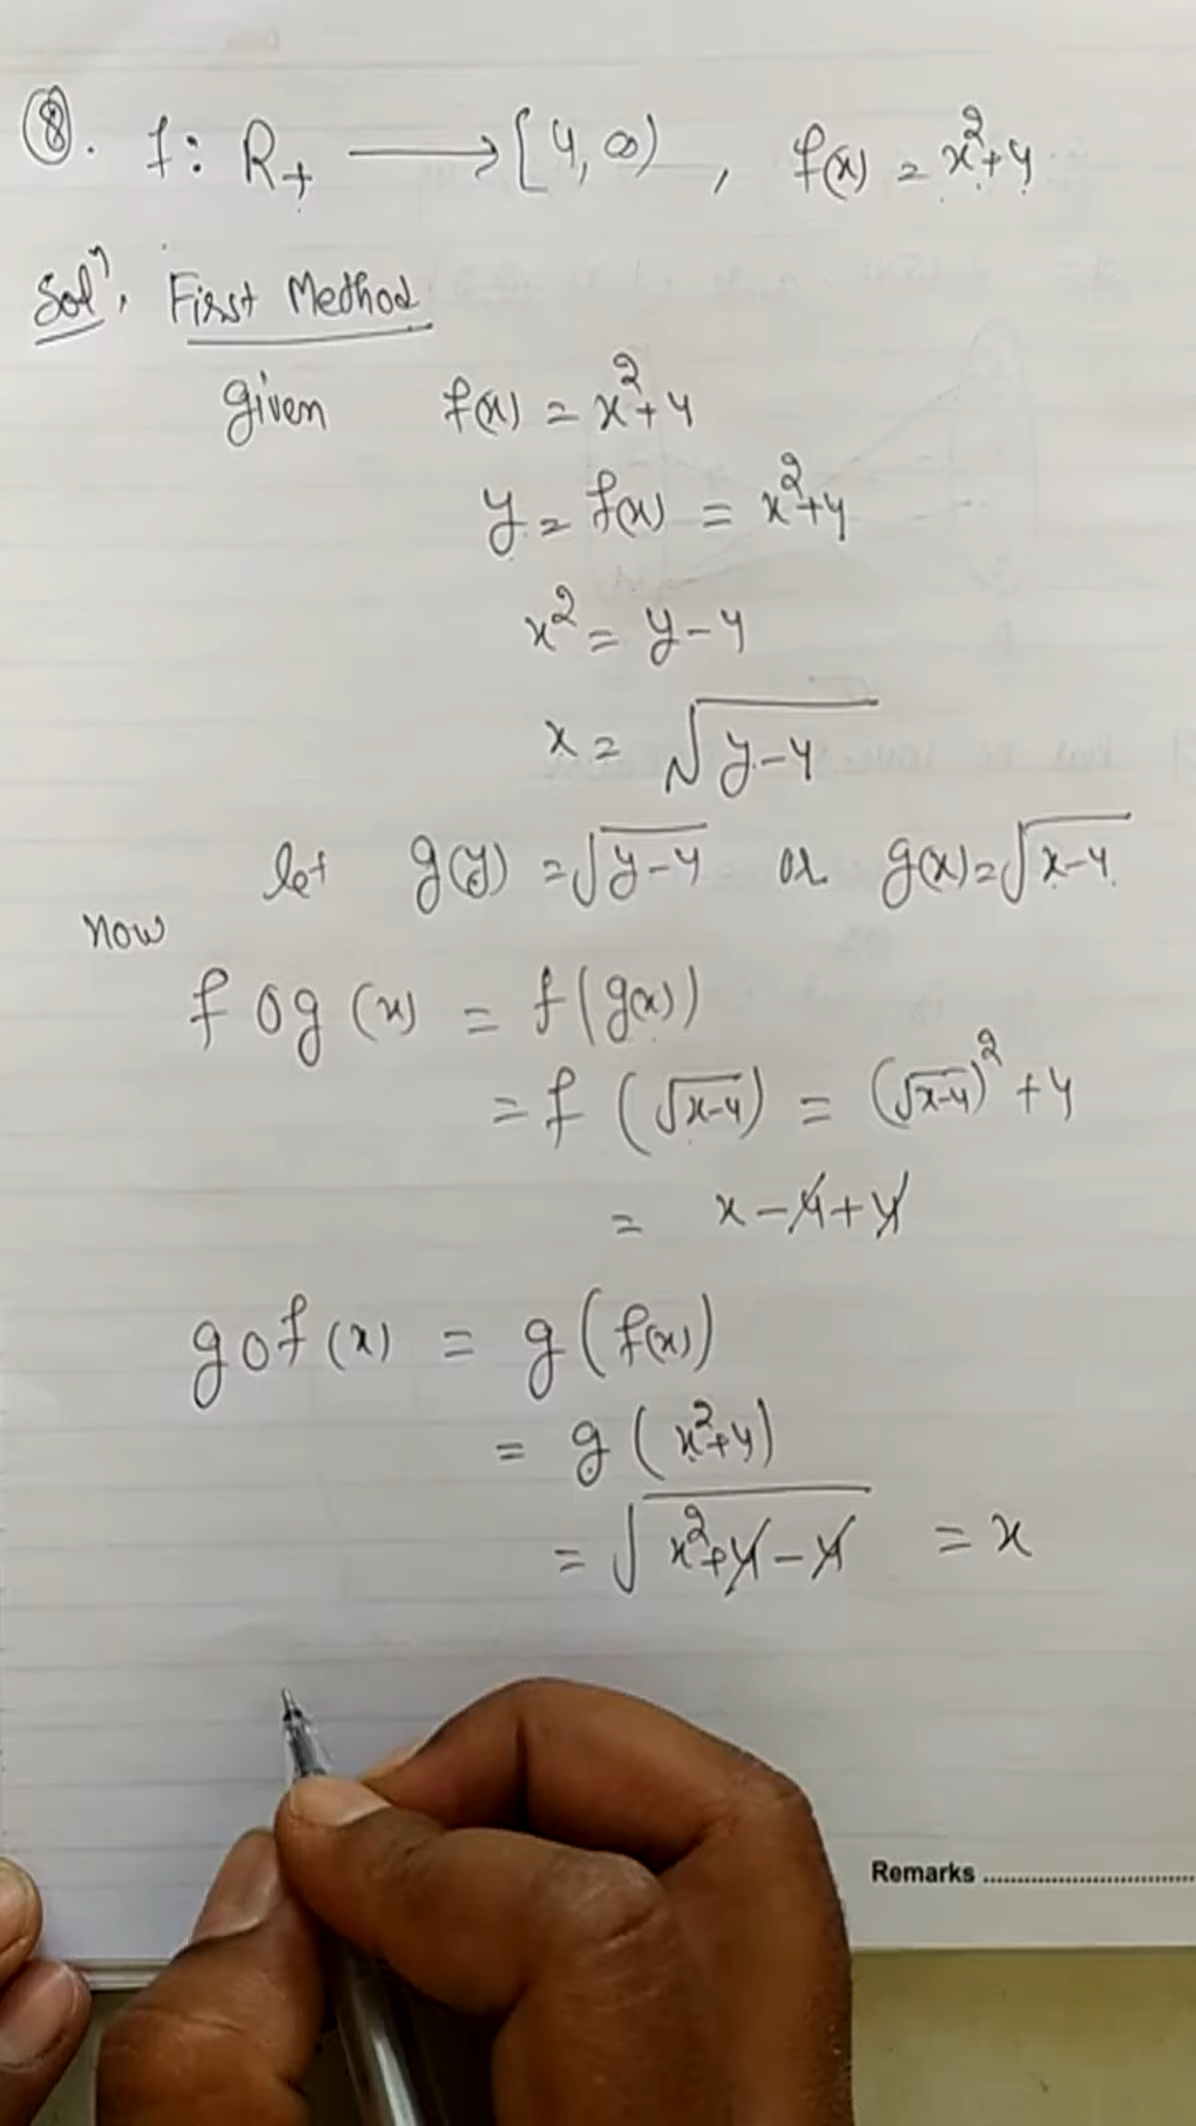 ⑧. f: R₊ ⟶ [4, ∞) , f(x) = x²+4
Solⁿ, First Method.
given f(x) = x²+4
y = f(x) = x²+4
x² = y-4
x = √(y-4)
let g(y) = √(y-4) or g(x) = √(x-4)
Now
fog(x) = f(g(x))
= f(√(x-4)) = (√(x-4))² + 4
= x-4+4
gof(x) = g(f(x))
= g(x²+4)
= √(x²+4-4) = x
Remarks ..............................